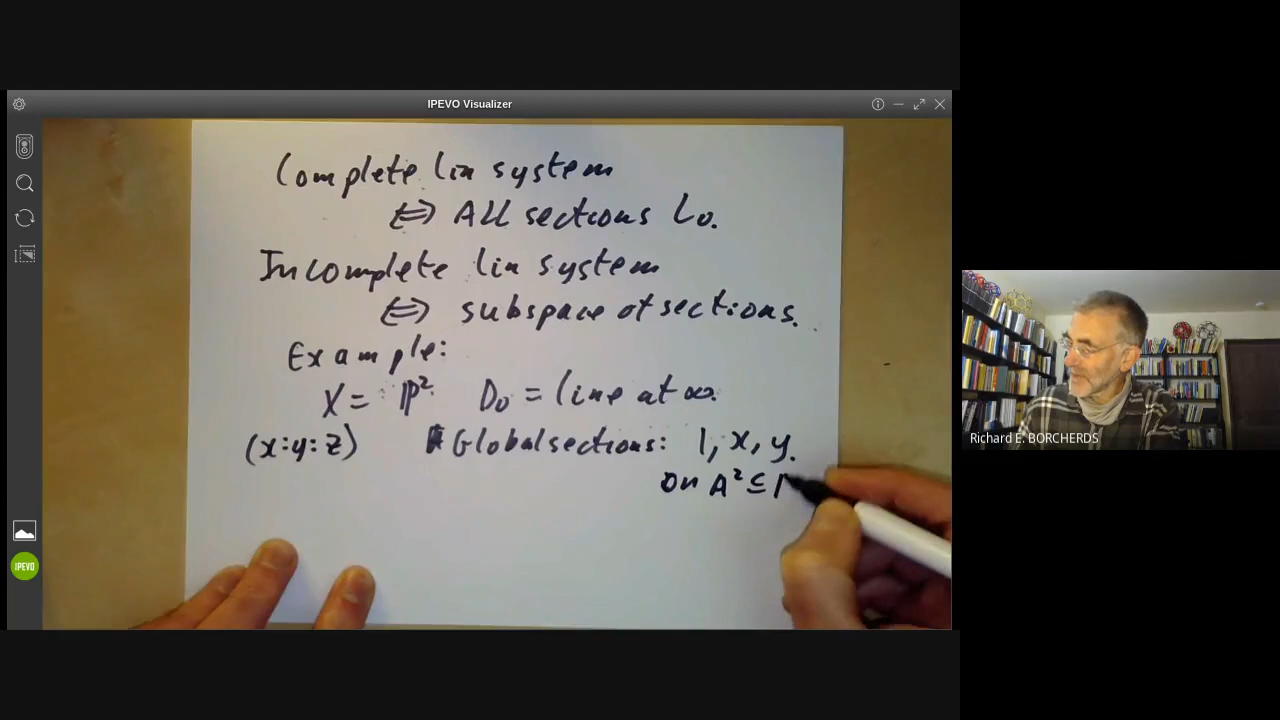 IPEVO Visualizer
Complete lin system
⇔ All sections L₀.
Incomplete lin system
⇔ subspace of sections.
Example:
X = ℙ² D₀ = line at ∞.
(x:y:z) Global sections: 1, x, y.
on A² ⊆
Richard E. BORCHERDS
IPEVO